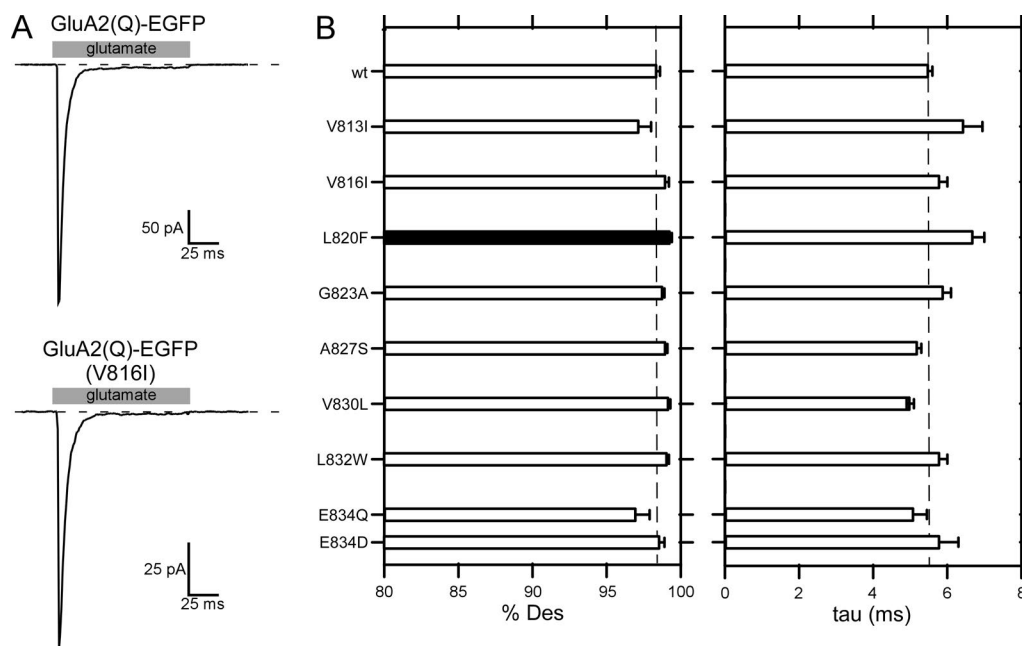 A
GluA2(Q)-EGFP
glutamate
50 pA
25 ms
GluA2(Q)-EGFP
(V816I)
glutamate
25 pA
25 ms
B
wt
V813I
V816I
L820F
G823A
A827S
V830L
L832W
E834Q
E834D
80 85 90 95 100
% Des
0 2 4 6 8
tau (ms)